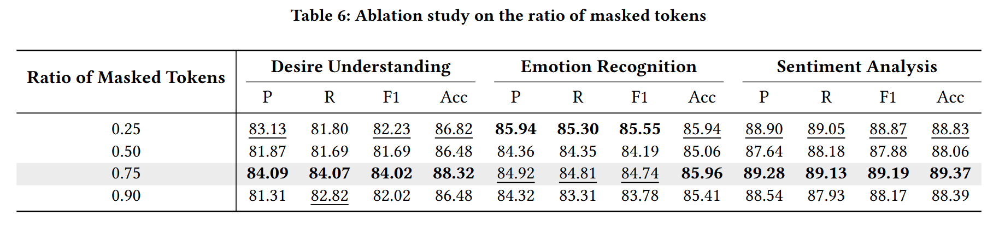 Table 6: Ablation study on the ratio of masked tokens
Ratio of Masked Tokens Desire Understanding Emotion Recognition Sentiment Analysis
P R F1 Acc P R F1 Acc P R F1 Acc
0.25 83.13 81.80 82.23 86.82 85.94 85.30 85.55 85.94 88.90 89.05 88.87 88.83
0.50 81.87 81.69 81.69 86.48 84.36 84.35 84.19 85.06 87.64 88.18 87.88 88.06
0.75 84.09 84.07 84.02 88.32 84.92 84.81 84.74 85.96 89.28 89.13 89.19 89.37
0.90 81.31 82.82 82.02 86.48 84.32 83.31 83.78 85.41 88.54 87.93 88.17 88.39